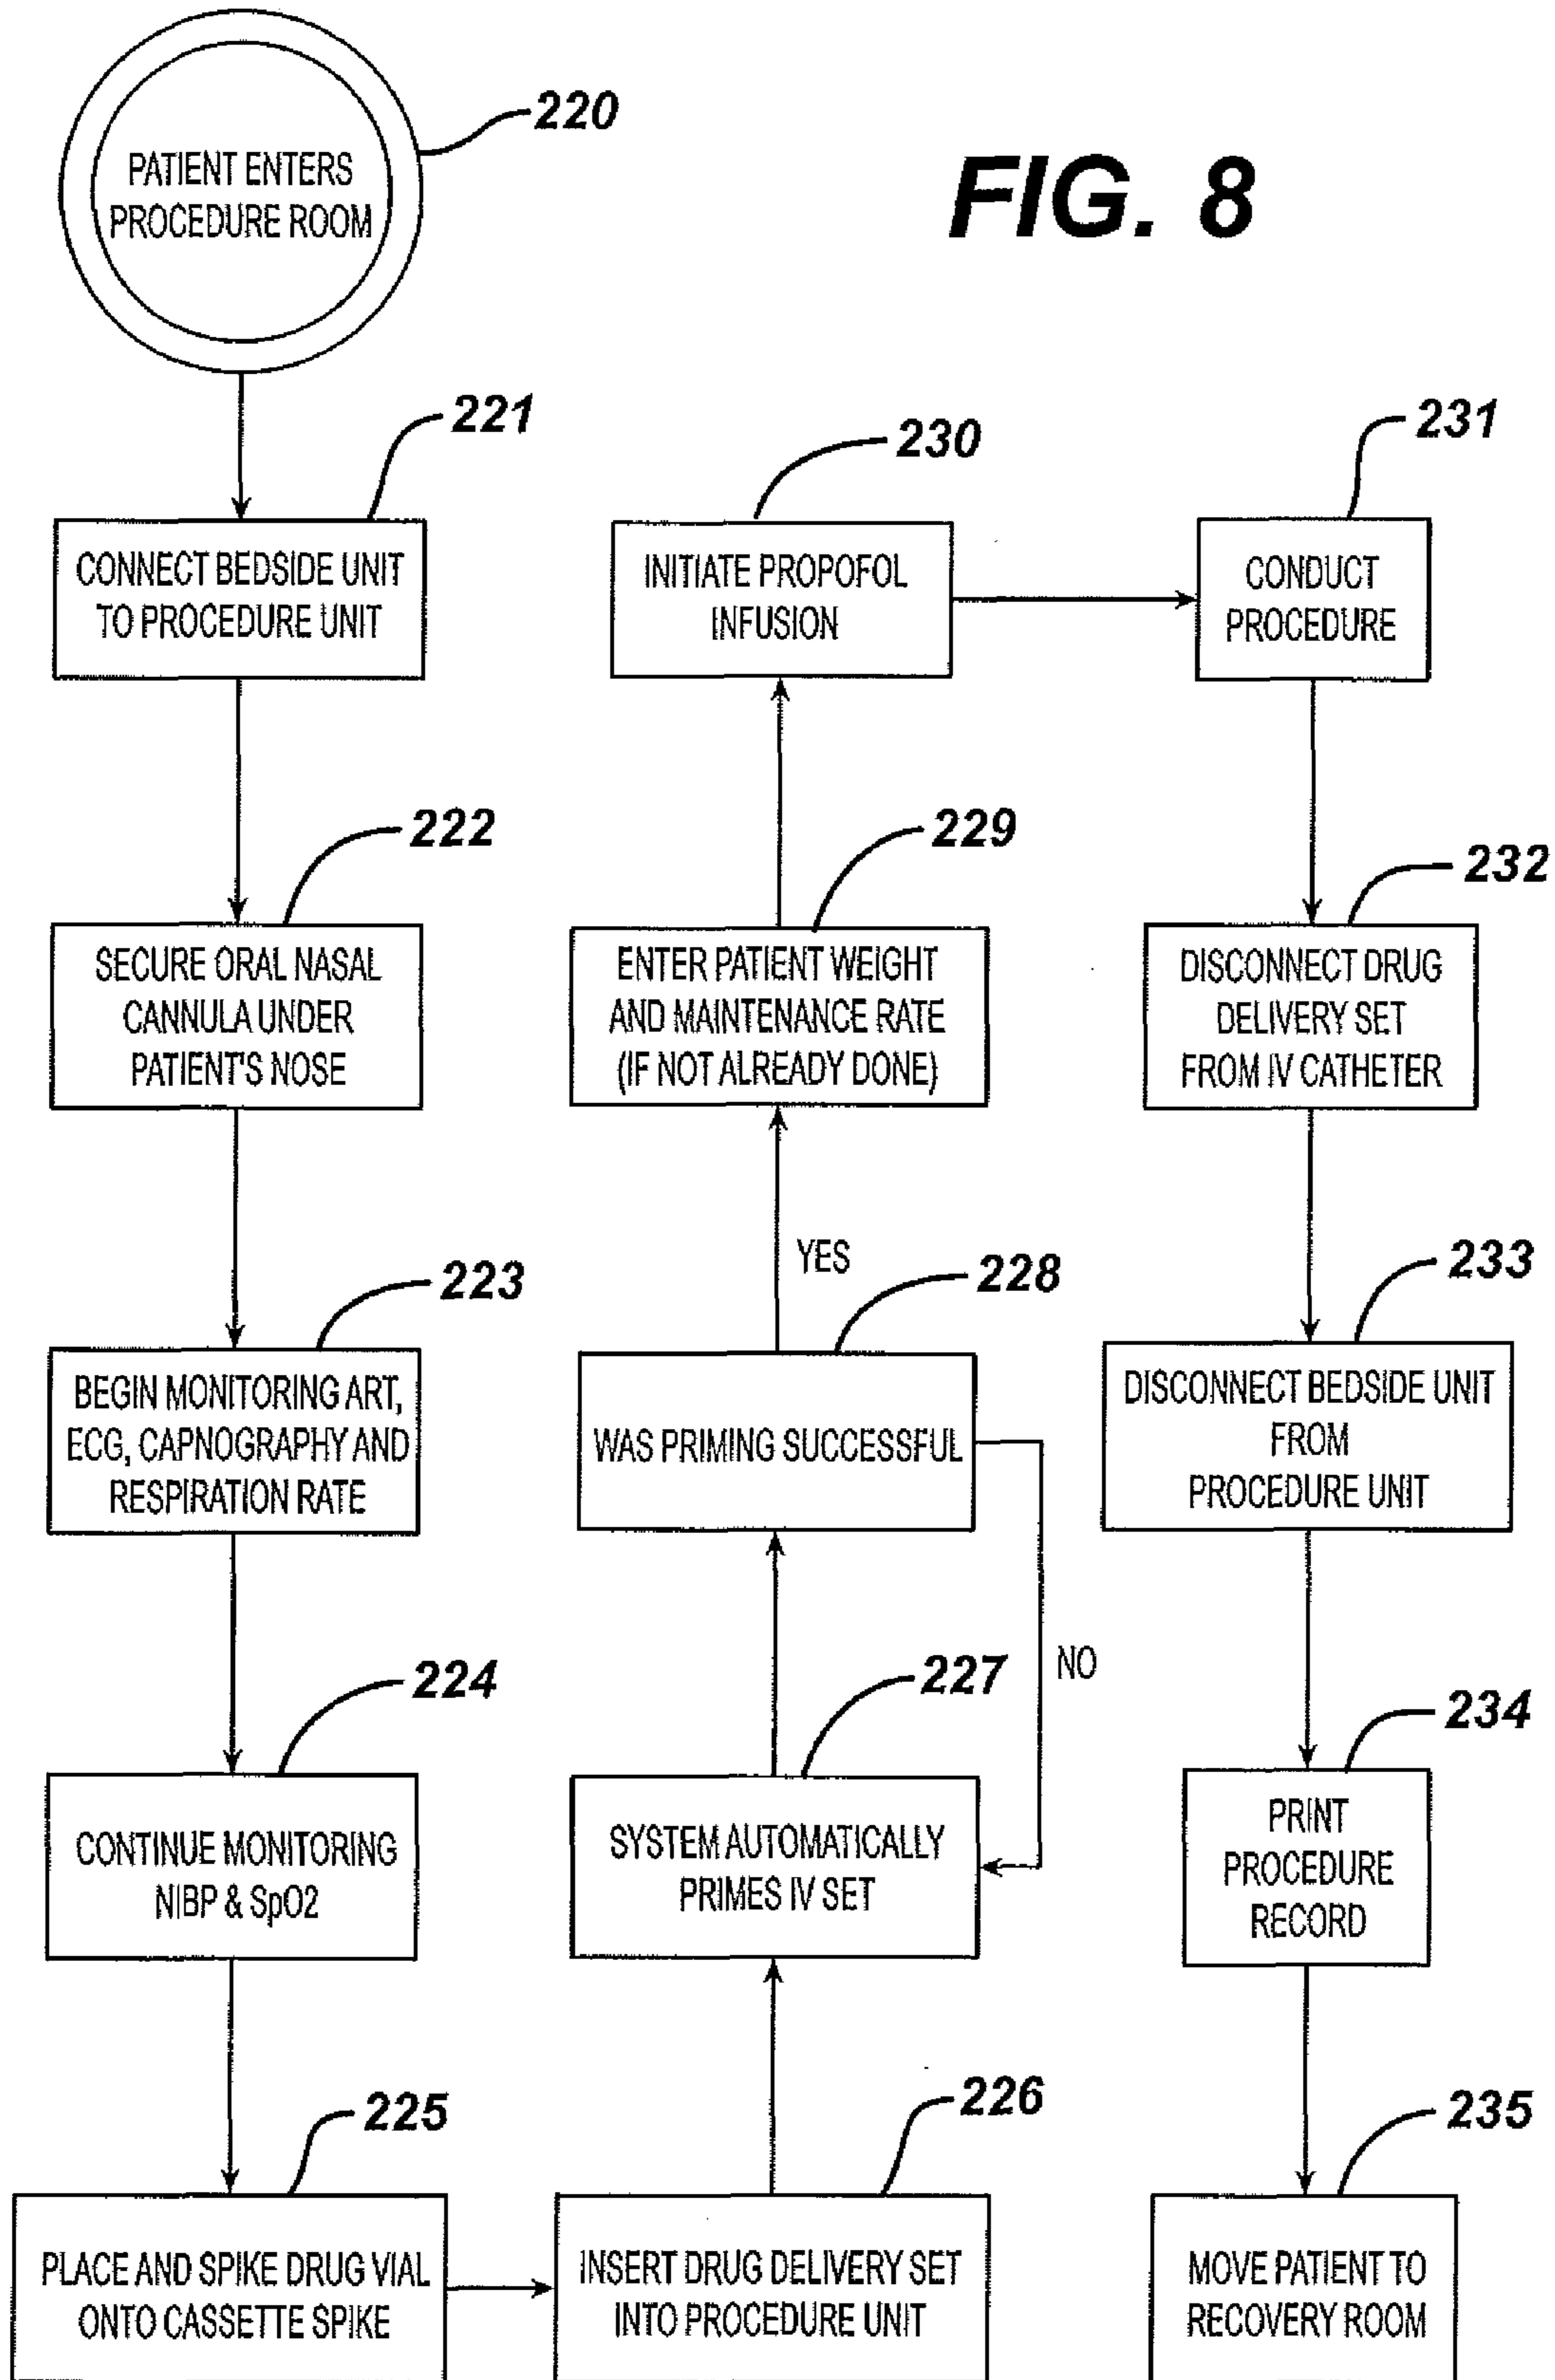 FIG. 8
220
PATIENT ENTERS
PROCEDURE ROOM
221
CONNECT BEDSIDE UNIT
TO PROCEDURE UNIT
222
SECURE ORAL NASAL
CANNULA UNDER
PATIENT'S NOSE
223
BEGIN MONITORING ART,
ECG, CAPNOGRAPHY AND
RESPIRATION RATE
224
CONTINUE MONITORING
NIBP & SpO2
225
PLACE AND SPIKE DRUG VIAL
ONTO CASSETTE SPIKE
226
INSERT DRUG DELIVERY SET
INTO PROCEDURE UNIT
227
SYSTEM AUTOMATICALLY
PRIMES IV SET
228
WAS PRIMING SUCCESSFUL
NO
YES
229
ENTER PATIENT WEIGHT
AND MAINTENANCE RATE
(IF NOT ALREADY DONE)
230
INITIATE PROPOFOL
INFUSION
231
CONDUCT
PROCEDURE
232
DISCONNECT DRUG
DELIVERY SET
FROM IV CATHETER
233
DISCONNECT BEDSIDE UNIT
FROM
PROCEDURE UNIT
234
PRINT
PROCEDURE
RECORD
235
MOVE PATIENT TO
RECOVERY ROOM